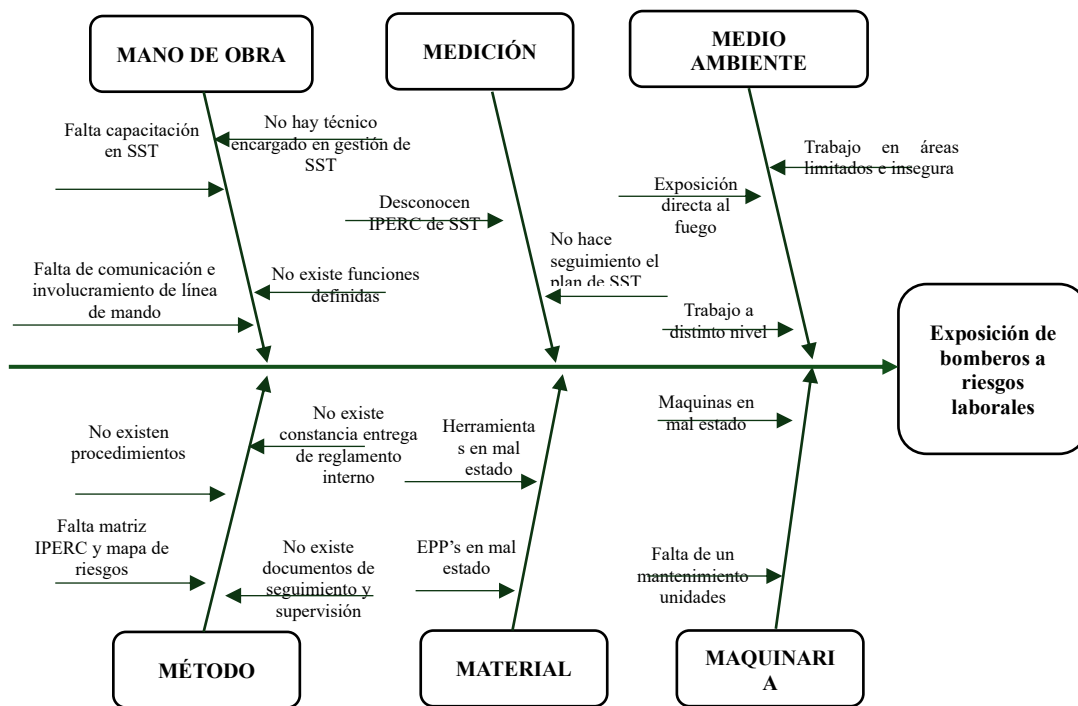 MANO DE OBRA
MEDICIÓN
MEDIO
AMBIENTE
Falta capacitación
en SST
No hay técnico
encargado en gestión de
SST
Falta de comunicación e
involucramiento de línea
de mando
No existe funciones
definidas
Desconocen
IPERC de SST
No hace
seguimiento el
plan de SST
Trabajo en áreas
limitados e insegura
Exposición
directa al
fuego
Trabajo a
distinto nivel
Exposición de
bomberos a
riesgos
laborales
No existen
procedimientos
No existe
constancia entrega
de reglamento
interno
Falta matriz
IPERC y mapa de
riesgos
No existe
documentos de
seguimiento y
supervisión
Herramienta
s en mal
estado
EPP's en mal
estado
Maquinas en
mal estado
Falta de un
mantenimiento
unidades
MÉTODO
MATERIAL
MAQUINARI
A